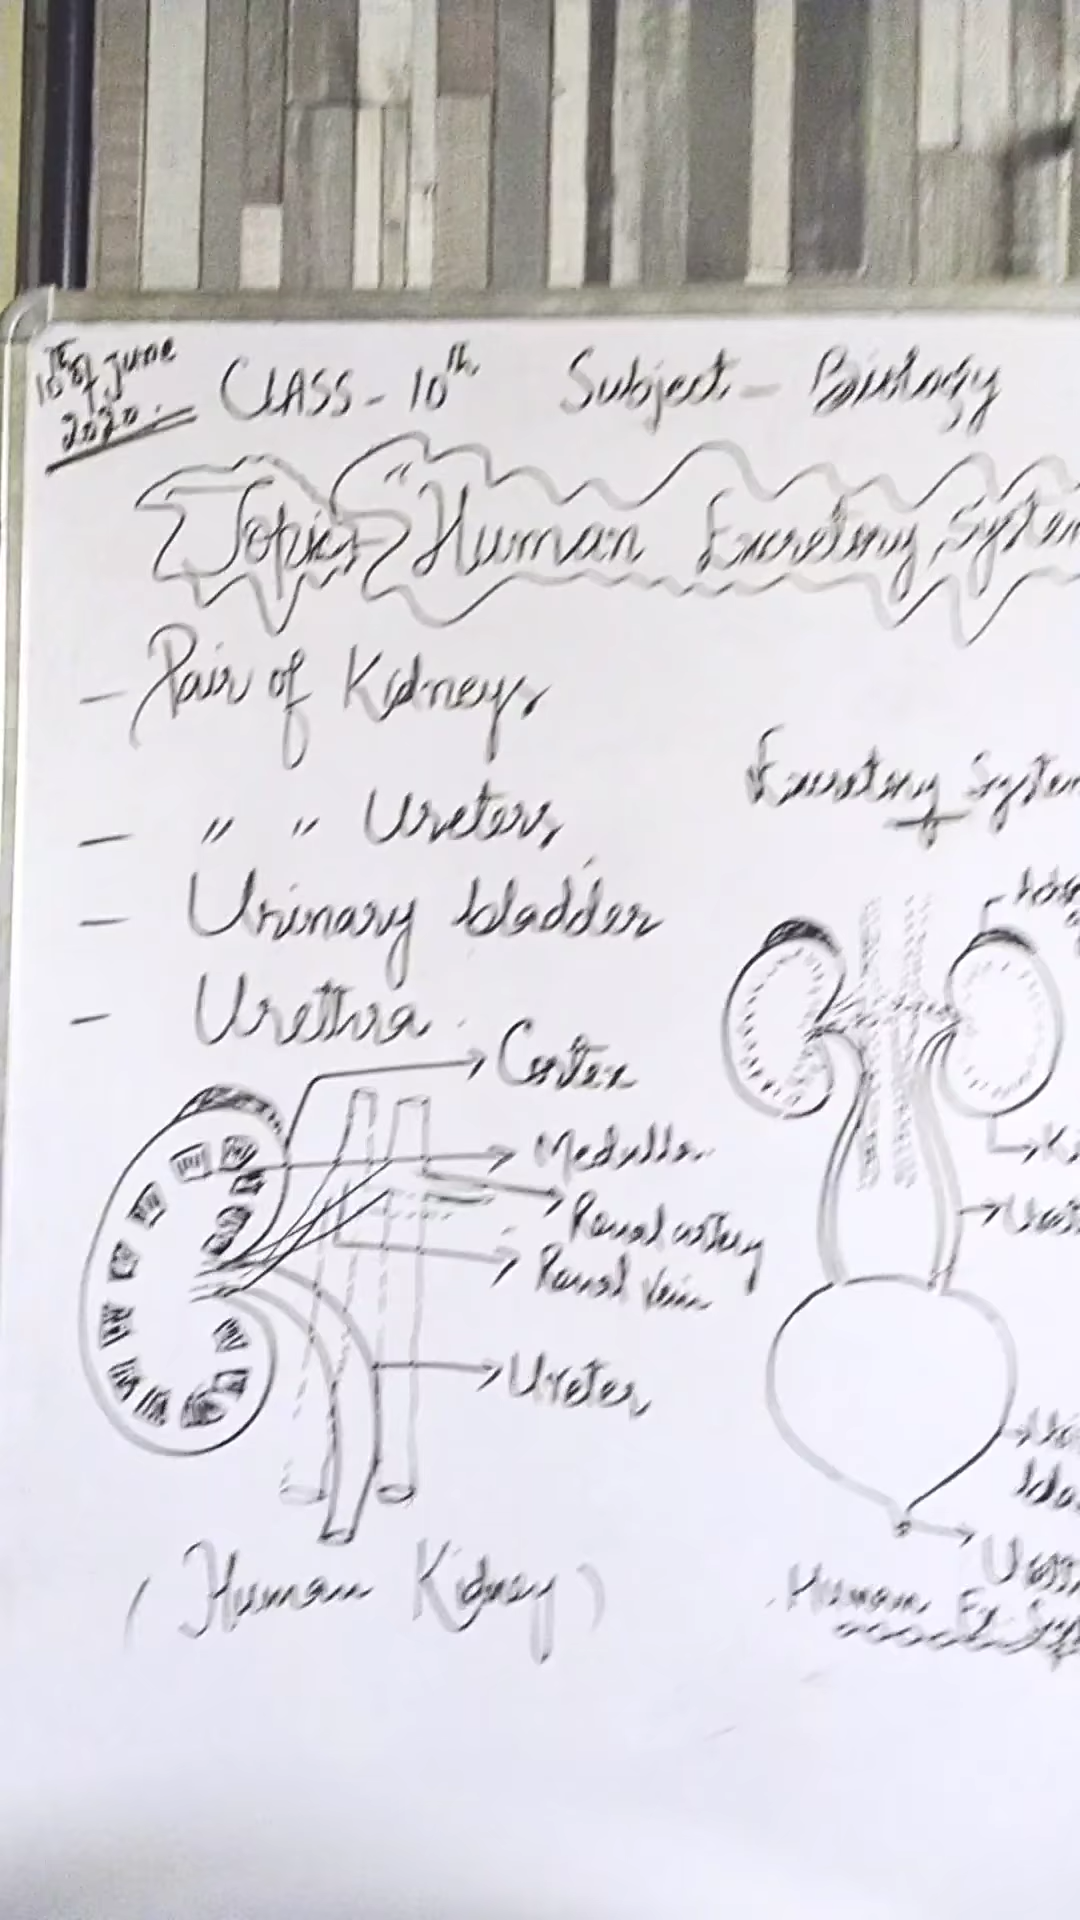 10th of June
2020
CLASS - 10th Subject - Biology
Topic - "Human Excretory System
- Pair of Kidneys
- " " Ureters
- Urinary bladder
- Urethra
Excretory System
Cortex
Medulla
Renal artery
Renal vein
Ureter
(Human Kidney)
Human Ex. Sys